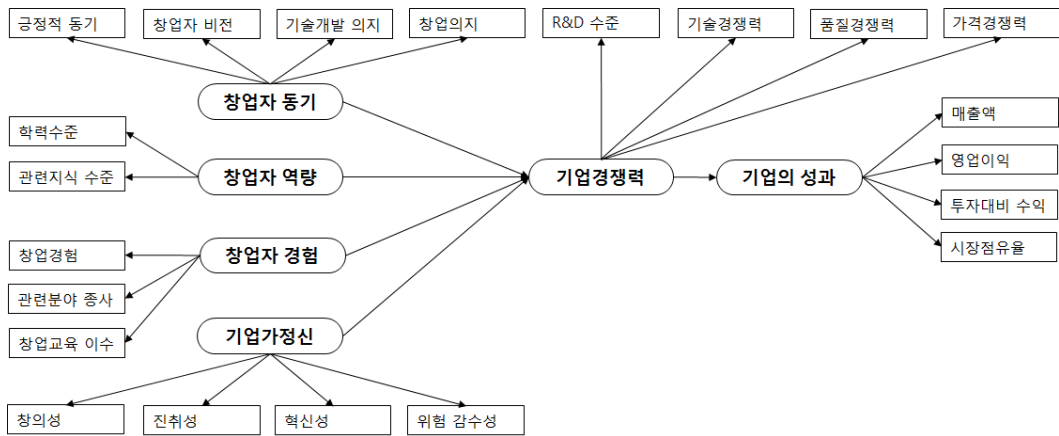 긍정적 동기
창업자 비전
기술개발 의지
창업의지
R&D 수준
기술경쟁력
품질경쟁력
가격경쟁력
창업자 동기
매출액
학력수준
영업이익
관련지식 수준
창업자 역량
기업경쟁력
기업의 성과
투자대비 수익
시장점유율
창업경험
창업자 경험
관련분야 종사
창업교육 이수
기업가정신
창의성
진취성
혁신성
위험 감수성